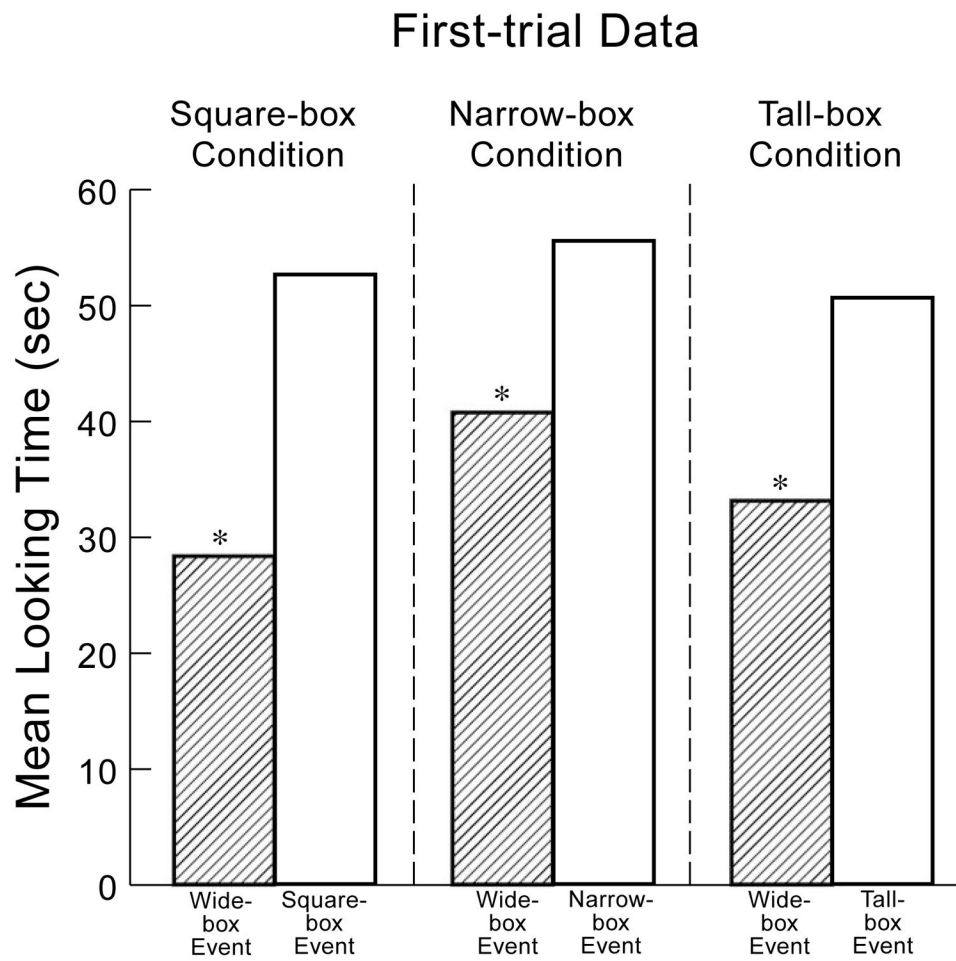 First-trial Data
Square-box
Condition
Narrow-box
Condition
Tall-box
Condition
Mean Looking Time (sec)
60
50
40
30
20
10
0
*
*
*
Wide-
box
Event
Square-
box
Event
Wide-
box
Event
Narrow-
box
Event
Wide-
box
Event
Tall-
box
Event